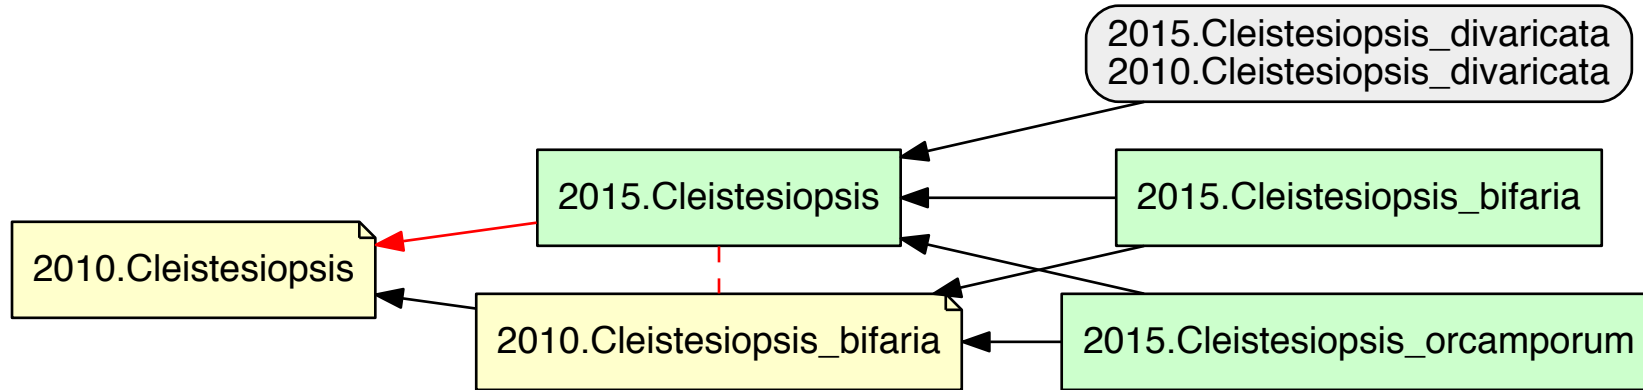 2015.Cleistesiopsis_divaricata
2010.Cleistesiopsis_divaricata
2015.Cleistesiopsis
2015.Cleistesiopsis_bifaria
2010.Cleistesiopsis
2010.Cleistesiopsis_bifaria
2015.Cleistesiopsis_orcamporum